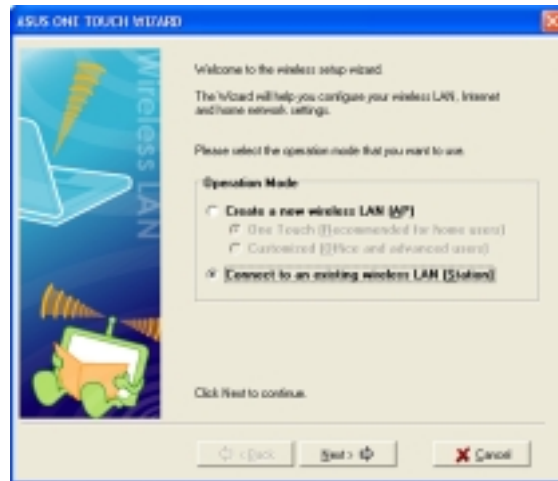 ASUS ONE TOUCH WIZARD
Wireless LAN
Welcome to the wireless setup wizard.
The Wizard will help you configure your wireless LAN, Internet
and home network settings.
Please select the operation mode that you want to use.
Operation Mode
Create a new wireless LAN (AP)
One Touch (Recommended for home users)
Customized (Office and advanced users)
Connect to an existing wireless LAN (Station)
Click Next to continue.
< Back
Next >
Cancel